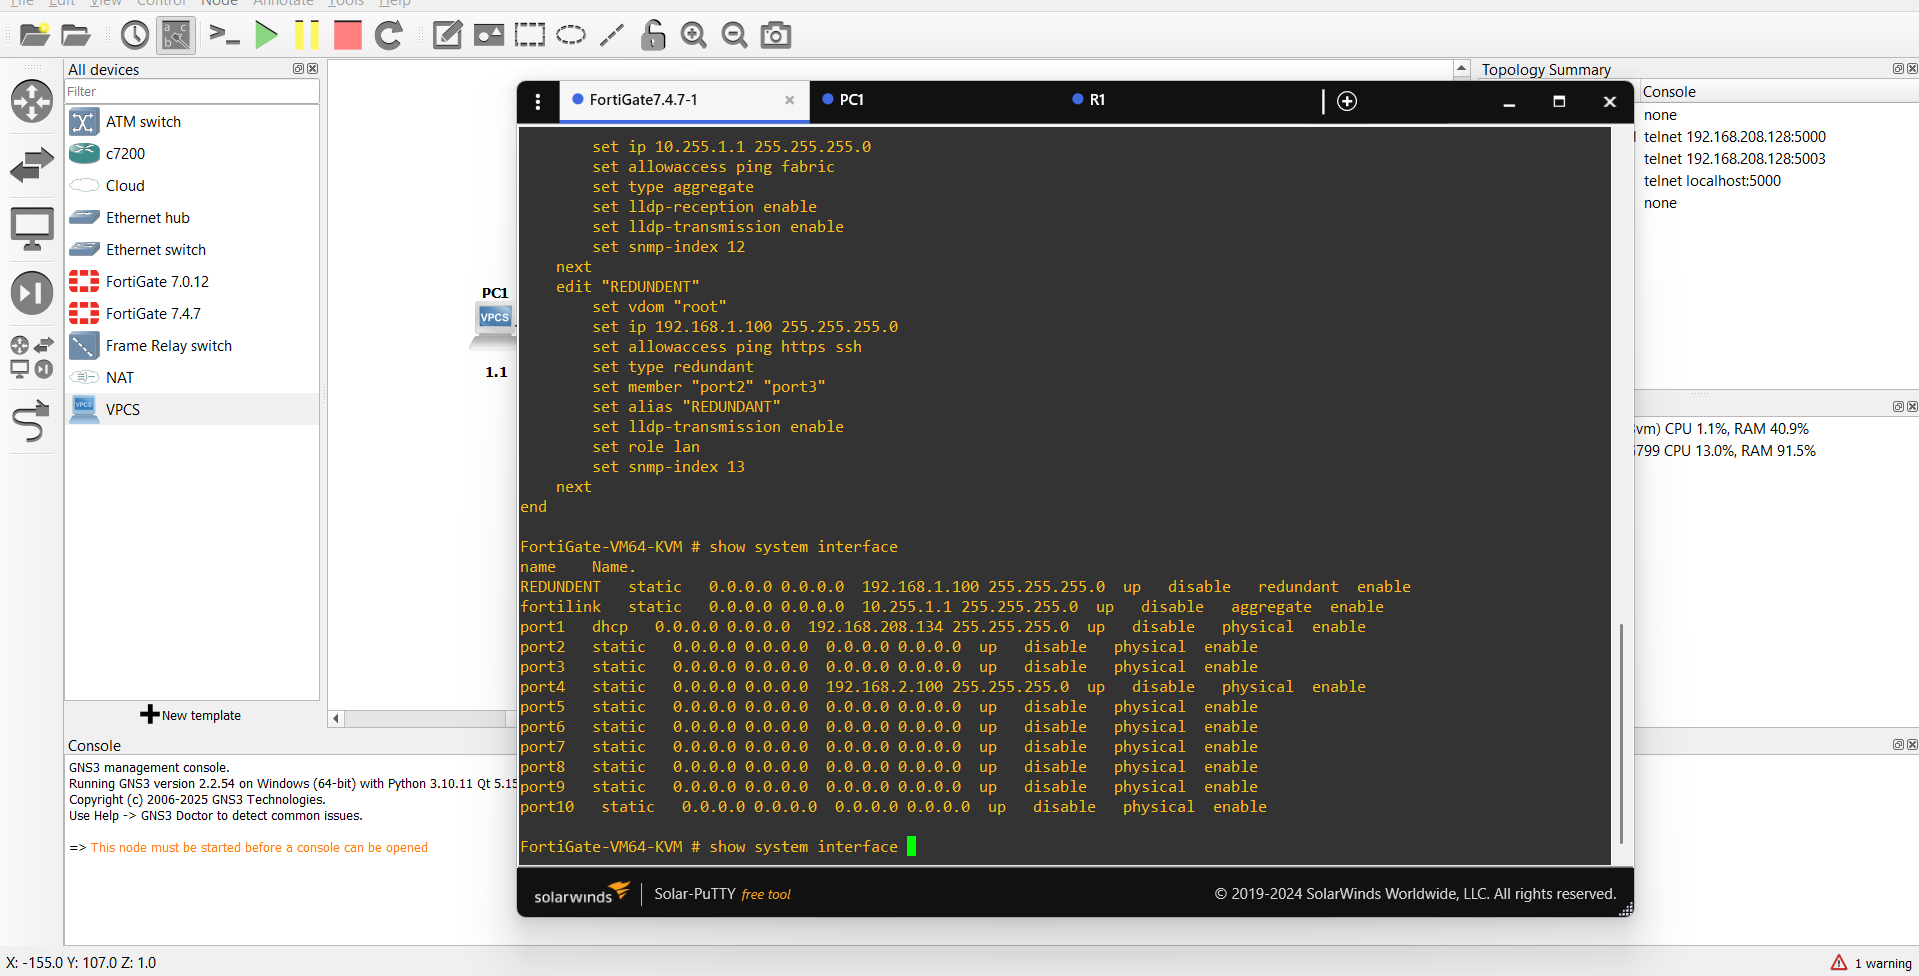 File Edit View Control Node Annotate Tools Help
All devices
Filter
ATM switch
c7200
Cloud
Ethernet hub
Ethernet switch
FortiGate 7.0.12
FortiGate 7.4.7
Frame Relay switch
NAT
VPCS
New template
PC1
VPCS
1.1
FortiGate7.4.7-1
PC1
R1
        set ip 10.255.1.1 255.255.255.0
        set allowaccess ping fabric
        set type aggregate
        set lldp-reception enable
        set lldp-transmission enable
        set snmp-index 12
    next
    edit "REDUNDENT"
        set vdom "root"
        set ip 192.168.1.100 255.255.255.0
        set allowaccess ping https ssh
        set type redundant
        set member "port2" "port3"
        set alias "REDUNDANT"
        set lldp-transmission enable
        set role lan
        set snmp-index 13
    next
end
FortiGate-VM64-KVM # show system interface
name    Name.
REDUNDENT   static   0.0.0.0 0.0.0.0  192.168.1.100 255.255.255.0  up   disable   redundant  enable
fortilink   static   0.0.0.0 0.0.0.0  10.255.1.1 255.255.255.0  up   disable   aggregate  enable
port1   dhcp   0.0.0.0 0.0.0.0  192.168.208.134 255.255.255.0  up   disable   physical  enable
port2   static   0.0.0.0 0.0.0.0  0.0.0.0 0.0.0.0  up   disable   physical  enable
port3   static   0.0.0.0 0.0.0.0  0.0.0.0 0.0.0.0  up   disable   physical  enable
port4   static   0.0.0.0 0.0.0.0  192.168.2.100 255.255.255.0  up   disable   physical  enable
port5   static   0.0.0.0 0.0.0.0  0.0.0.0 0.0.0.0  up   disable   physical  enable
port6   static   0.0.0.0 0.0.0.0  0.0.0.0 0.0.0.0  up   disable   physical  enable
port7   static   0.0.0.0 0.0.0.0  0.0.0.0 0.0.0.0  up   disable   physical  enable
port8   static   0.0.0.0 0.0.0.0  0.0.0.0 0.0.0.0  up   disable   physical  enable
port9   static   0.0.0.0 0.0.0.0  0.0.0.0 0.0.0.0  up   disable   physical  enable
port10   static   0.0.0.0 0.0.0.0  0.0.0.0 0.0.0.0  up   disable   physical  enable
FortiGate-VM64-KVM # show system interface
solarwinds Solar-PuTTY free tool
© 2019-2024 SolarWinds Worldwide, LLC. All rights reserved.
Topology Summary
Console
none
telnet 192.168.208.128:5000
telnet 192.168.208.128:5003
telnet localhost:5000
none
vm) CPU 1.1%, RAM 40.9%
799 CPU 13.0%, RAM 91.5%
Console
GNS3 management console.
Running GNS3 version 2.2.54 on Windows (64-bit) with Python 3.10.11 Qt 5.15
Copyright (c) 2006-2025 GNS3 Technologies.
Use Help -> GNS3 Doctor to detect common issues.
=> This node must be started before a console can be opened
X: -155.0 Y: 107.0 Z: 1.0
1 warning